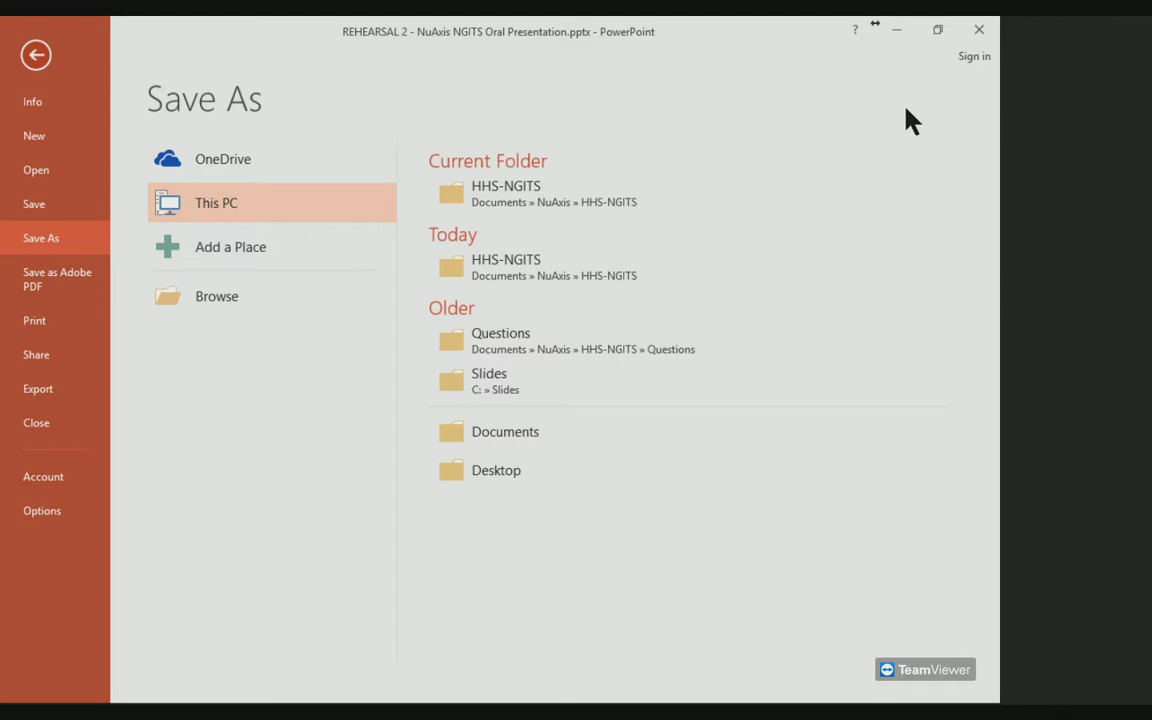 REHEARSAL 2 - NuAxis NGITS Oral Presentation.pptx - PowerPoint
?
Sign in
Info
New
Open
Save
Save As
Save as Adobe
PDF
Print
Share
Export
Close
Account
Options
Save As
OneDrive
This PC
Add a Place
Browse
Current Folder
HHS-NGITS
Documents » NuAxis » HHS-NGITS
Today
HHS-NGITS
Documents » NuAxis » HHS-NGITS
Older
Questions
Documents » NuAxis » HHS-NGITS » Questions
Slides
C: » Slides
Documents
Desktop
TeamViewer